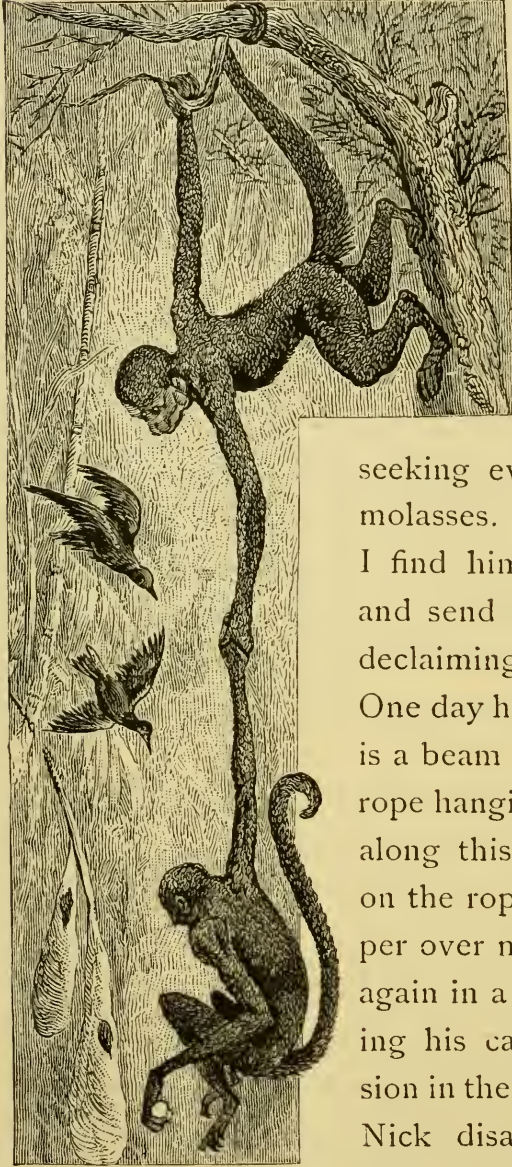 seeking ev
molasses.
I find him
and send
declaiming
One day h
is a beam
rope hangi
along this
on the rop
per over n
again in a
ing his ca
sion in the
Nick disa